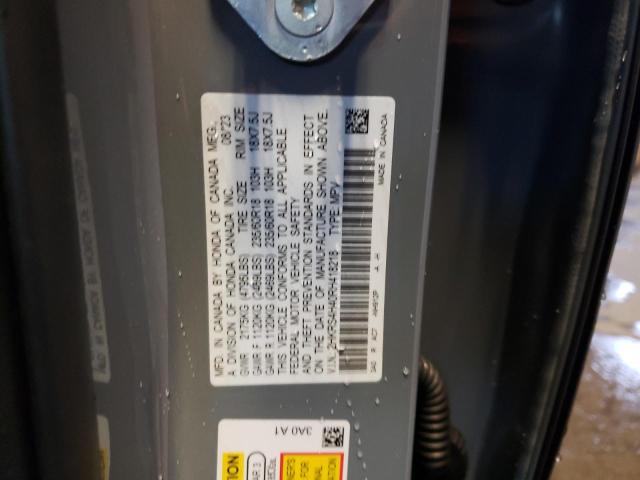 MFD. IN CANADA BY HONDA OF CANADA MFG.
A DIVISION OF HONDA CANADA INC. 08/23
TIRE SIZE RIM SIZE
GVWR 2175KG (4795LBS)
GAWR F 1120KG (2469LBS) 235/60R18 103H 18X7.5J
GAWR R 1120KG (2469LBS) 235/60R18 103H 18X7.5J
THIS VEHICLE CONFORMS TO ALL APPLICABLE
FEDERAL MOTOR VEHICLE SAFETY
AND THEFT PREVENTION STANDARDS IN EFFECT
ON THE DATE OF MANUFACTURE SHOWN ABOVE.
V.I.N.: 2HKRS4H40RH418218 TYPE: MPV
MADE IN CANADA
3A0 A1